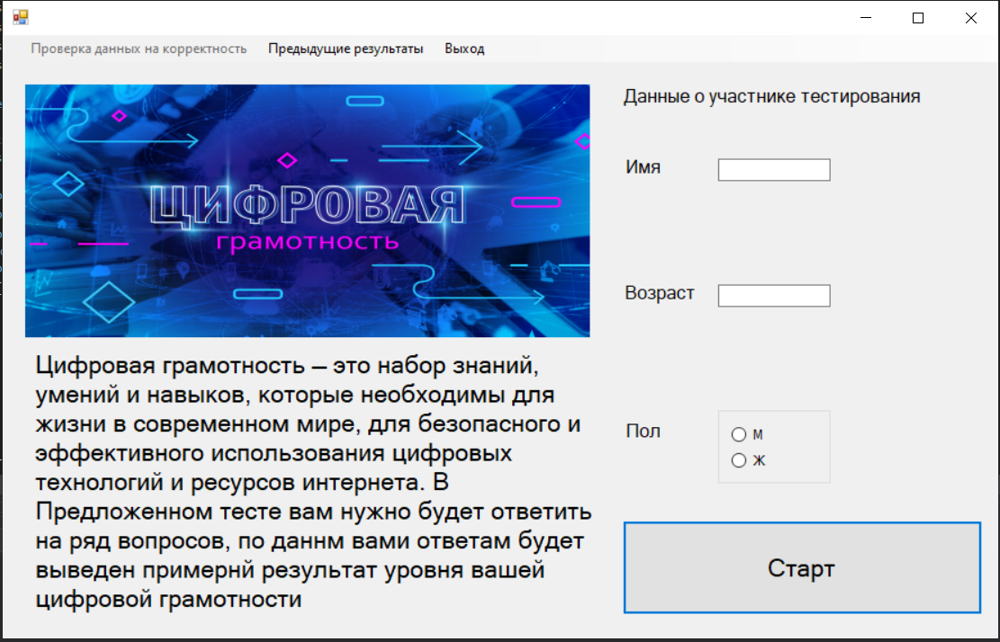 Проверка данных на корректность Предыдущие результаты Выход
ЦИФРОВАЯ
грамотность
Цифровая грамотность — это набор знаний,
умений и навыков, которые необходимы для
жизни в современном мире, для безопасного и
эффективного использования цифровых
технологий и ресурсов интернета. В
Предложенном тесте вам нужно будет ответить
на ряд вопросов, по даннм вами ответам будет
выведен примернй результат уровня вашей
цифровой грамотности
Данные о участнике тестирования
Имя
Возраст
Пол
М
Ж
Старт